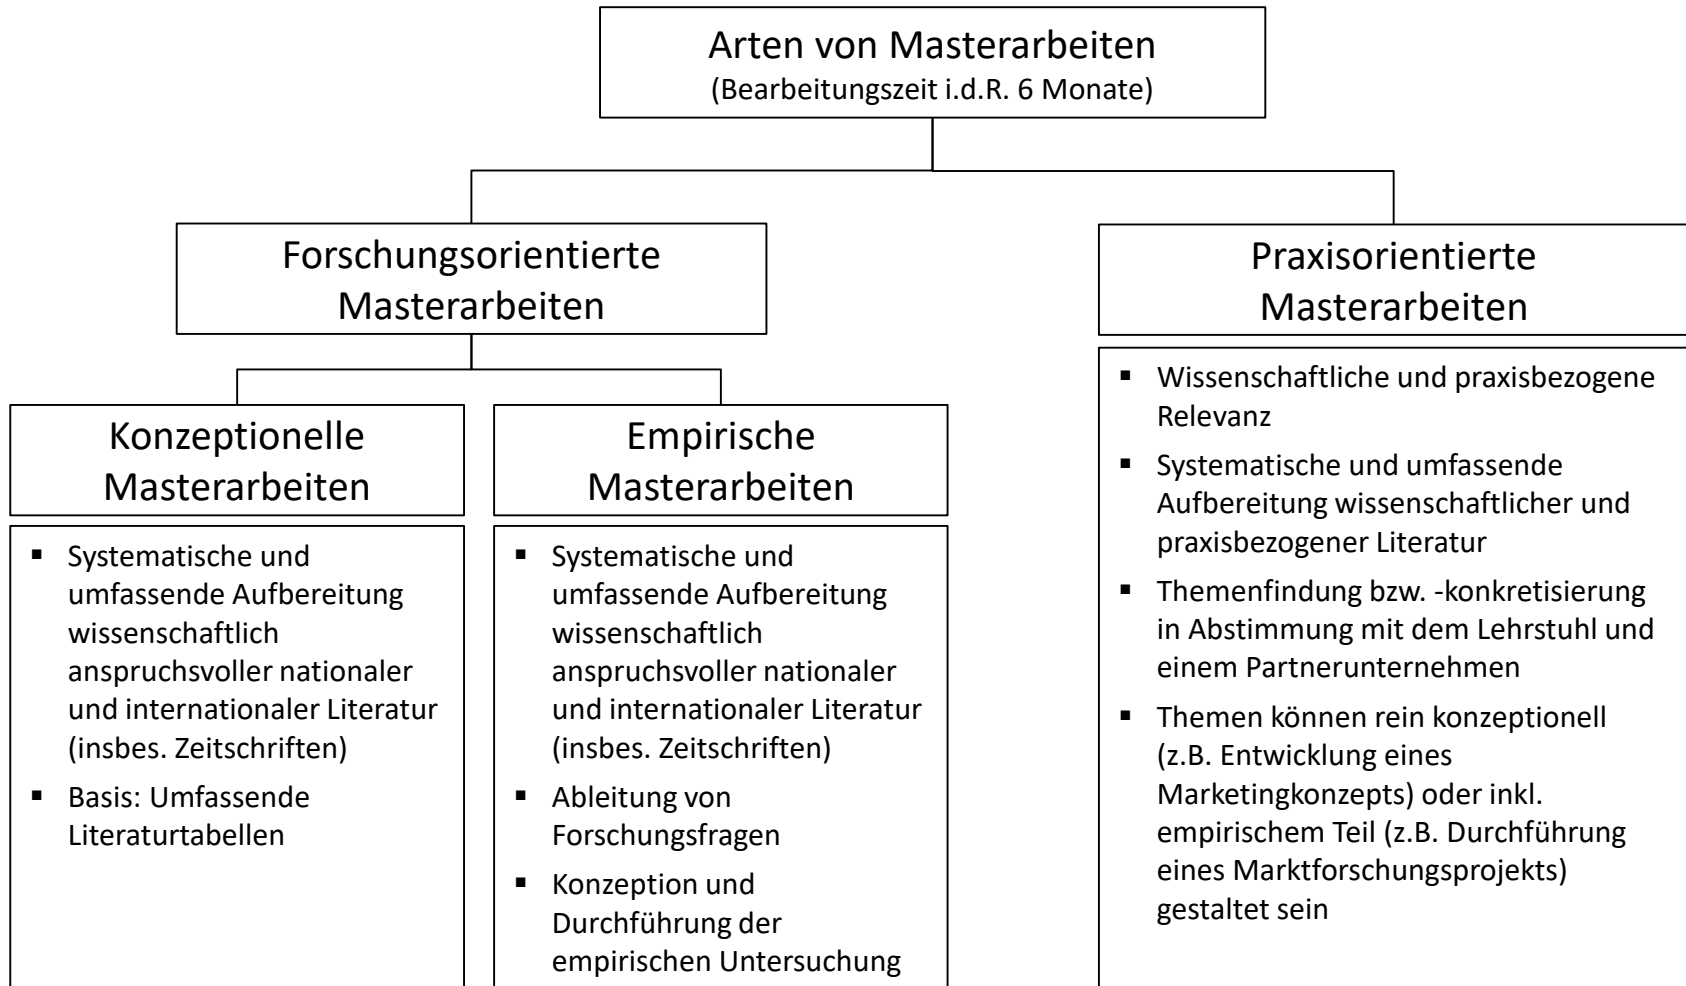 Arten von Masterarbeiten
(Bearbeitungszeit i.d.R. 6 Monate)
Forschungsorientierte
Masterarbeiten
Konzeptionelle
Masterarbeiten
▪ Systematische und
umfassende Aufbereitung
wissenschaftlich
anspruchsvoller nationaler
und internationaler Literatur
(insbes. Zeitschriften)
▪ Basis: Umfassende
Literaturtabellen
Empirische
Masterarbeiten
▪ Systematische und
umfassende Aufbereitung
wissenschaftlich
anspruchsvoller nationaler
und internationaler Literatur
(insbes. Zeitschriften)
▪ Ableitung von
Forschungsfragen
▪ Konzeption und
Durchführung der
empirischen Untersuchung
Praxisorientierte
Masterarbeiten
▪ Wissenschaftliche und praxisbezogene
Relevanz
▪ Systematische und umfassende
Aufbereitung wissenschaftlicher und
praxisbezogener Literatur
▪ Themenfindung bzw. -konkretisierung
in Abstimmung mit dem Lehrstuhl und
einem Partnerunternehmen
▪ Themen können rein konzeptionell
(z.B. Entwicklung eines
Marketingkonzepts) oder inkl.
empirischem Teil (z.B. Durchführung
eines Marktforschungsprojekts)
gestaltet sein